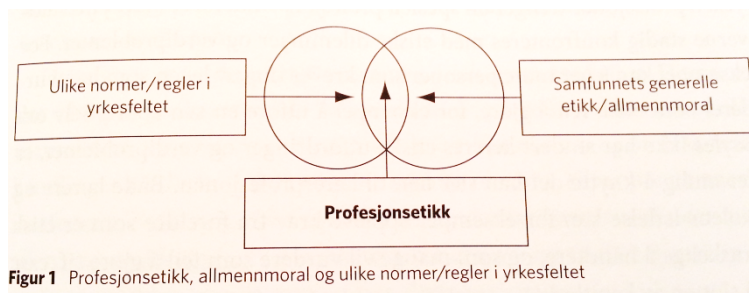 Ulike normer/regler i
yrkesfeltet
Samfunnets generelle
etikk/allmennmoral
Profesjonsetikk
Figur 1 Profesjonsetikk, allmennmoral og ulike normer/regler i yrkesfeltet